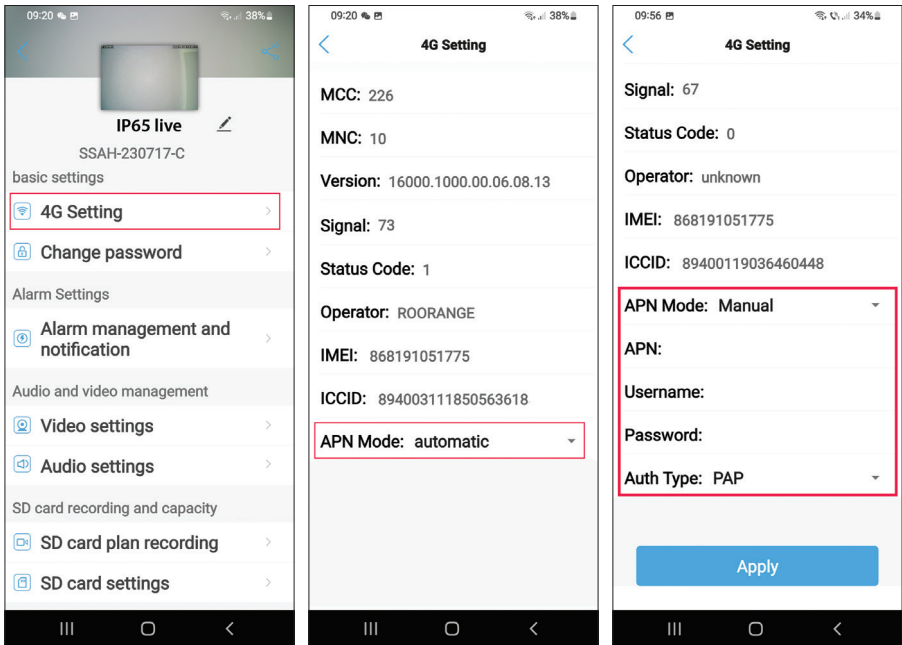 09:20 38%
IP65 live
SSAH-230717-C
basic settings
4G Setting
Change password
Alarm Settings
Alarm management and
notification
Audio and video management
Video settings
Audio settings
SD card recording and capacity
SD card plan recording
SD card settings
09:20 38%
4G Setting
MCC: 226
MNC: 10
Version: 16000.1000.00.06.08.13
Signal: 73
Status Code: 1
Operator: ROORANGE
IMEI: 868191051775
ICCID: 894003111850563618
APN Mode: automatic
09:56 34%
4G Setting
Signal: 67
Status Code: 0
Operator: unknown
IMEI: 868191051775
ICCID: 89400119036460448
APN Mode: Manual
APN:
Username:
Password:
Auth Type: PAP
Apply